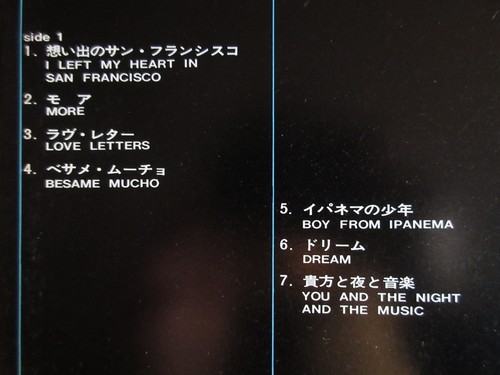 side 1
1. 想い出のサン・フランシスコ
I LEFT MY HEART IN
SAN FRANCISCO
2. モア
MORE
3. ラヴ・レター
LOVE LETTERS
4. ベサメ・ムーチョ
BESAME MUCHO
5. イパネマの少年
BOY FROM IPANEMA
6. ドリーム
DREAM
7. 貴方と夜と音楽
YOU AND THE NIGHT
AND THE MUSIC